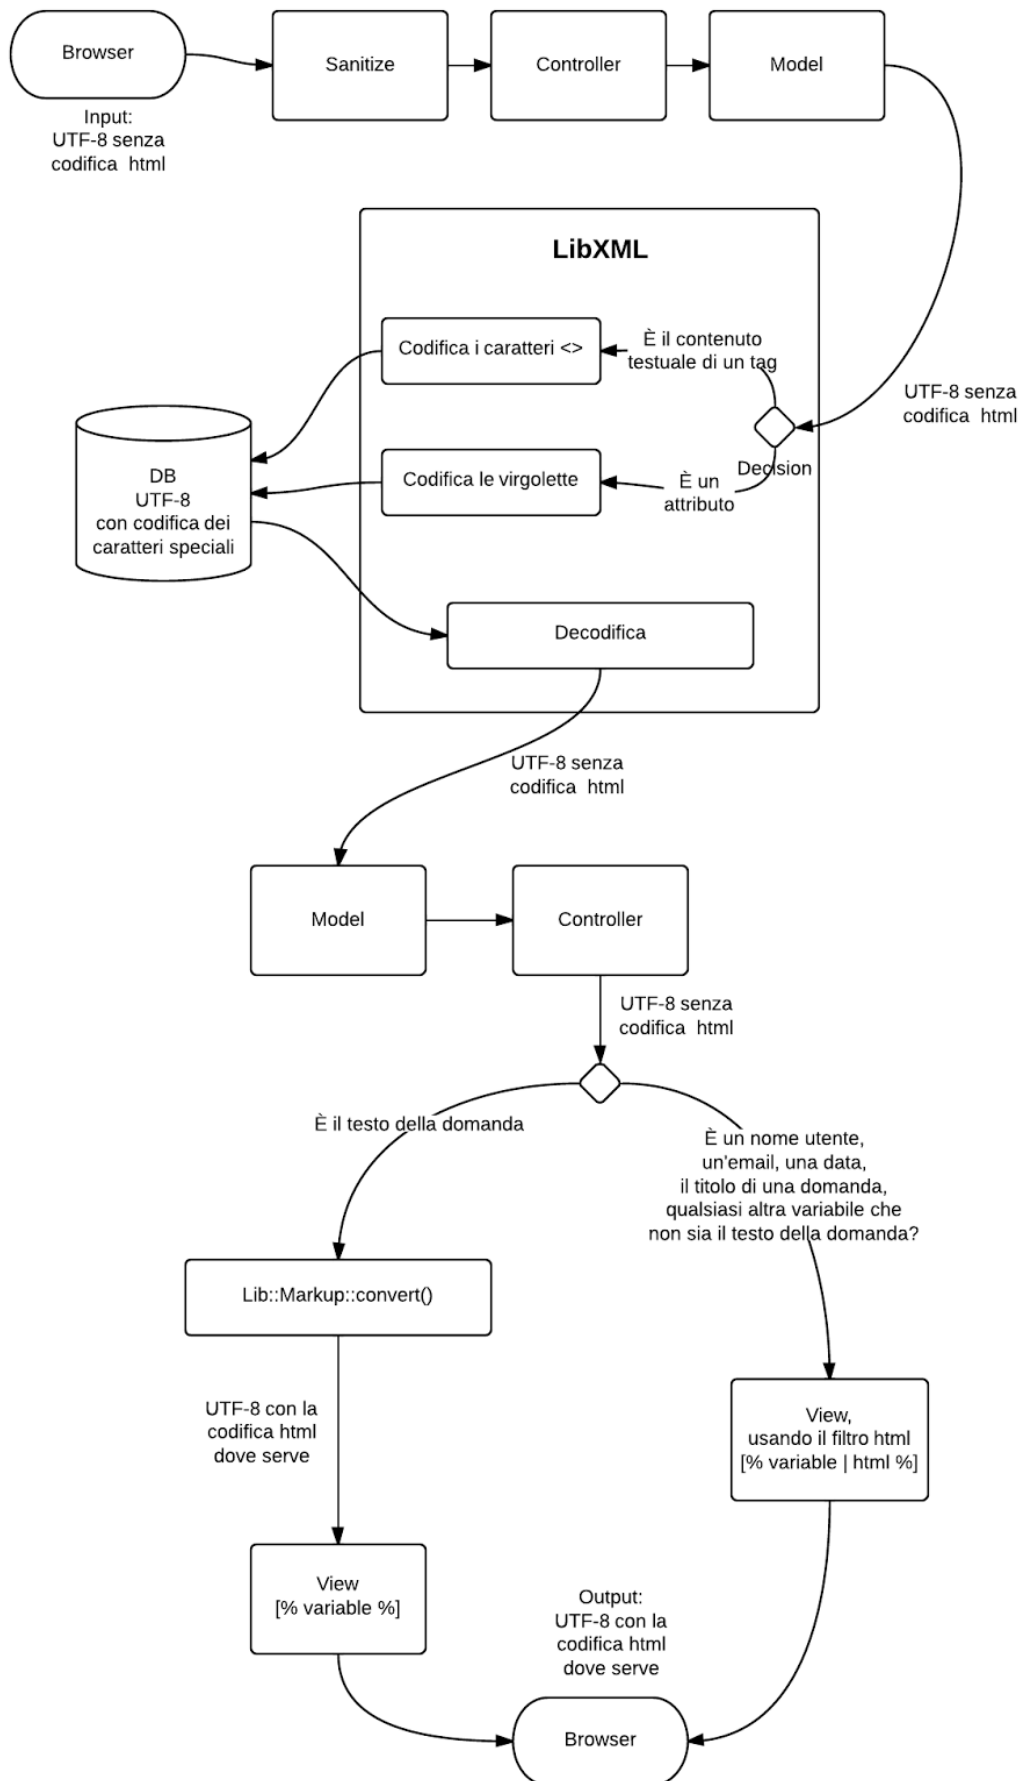 Browser
Sanitize
Controller
Model
Input:
UTF-8 senza
codifica html
LibXML
Codifica i caratteri <>
È il contenuto
testuale di un tag
UTF-8 senza
codifica html
Decision
Codifica le virgolette
È un
attributo
DB
UTF-8
con codifica dei
caratteri speciali
Decodifica
UTF-8 senza
codifica html
Model
Controller
UTF-8 senza
codifica html
È il testo della domanda
È un nome utente,
un'email, una data,
il titolo di una domanda,
qualsiasi altra variabile che
non sia il testo della domanda?
Lib::Markup::convert()
UTF-8 con la
codifica html
dove serve
View,
usando il filtro html
[% variable | html %]
View
[% variable %]
Output:
UTF-8 con la
codifica html
dove serve
Browser